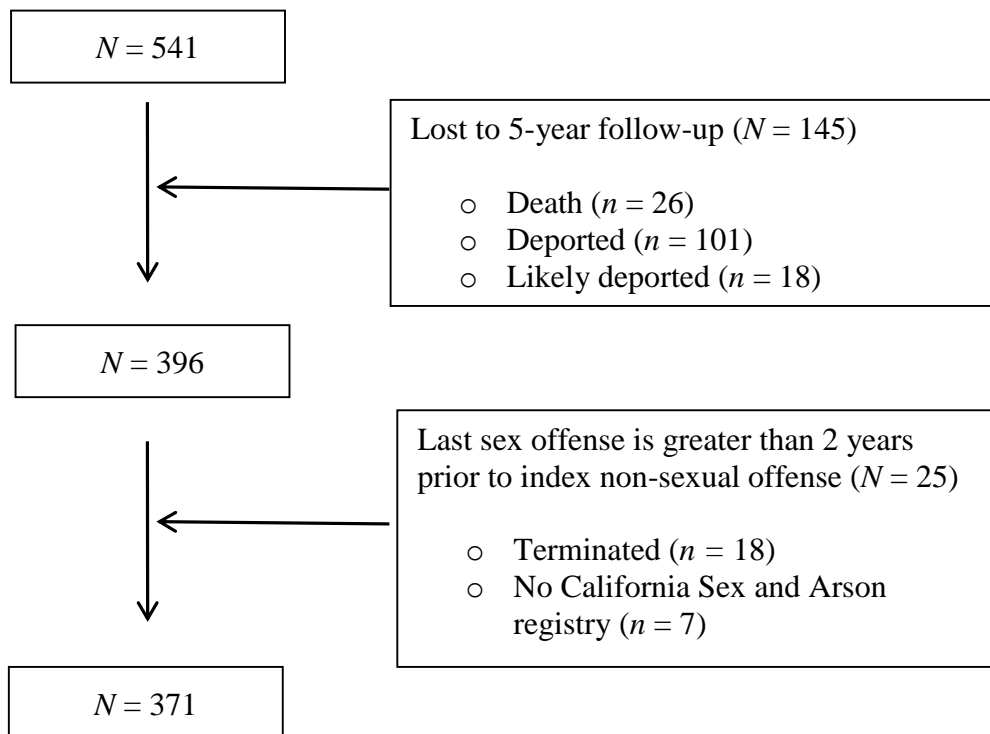 N = 541
Lost to 5-year follow-up (N = 145)
o Death (n = 26)
o Deported (n = 101)
o Likely deported (n = 18)
N = 396
Last sex offense is greater than 2 years
prior to index non-sexual offense (N = 25)
o Terminated (n = 18)
o No California Sex and Arson
registry (n = 7)
N = 371